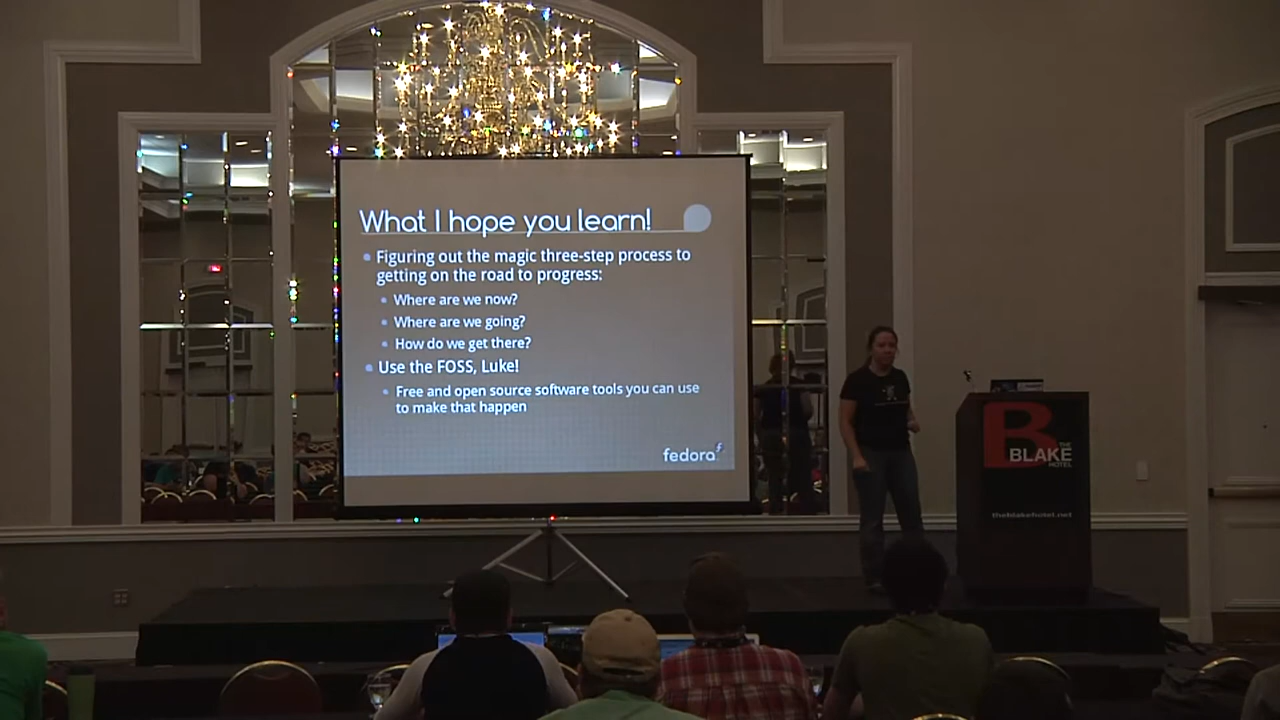 What I hope you learn!
Figuring out the magic three-step process to
getting on the road to progress:
Where are we now?
Where are we going?
How do we get there?
Use the FOSS, Luke!
Free and open source software tools you can use
to make that happen
fedora
B
THE
BLAKE
HOTEL
theblakehotel.net